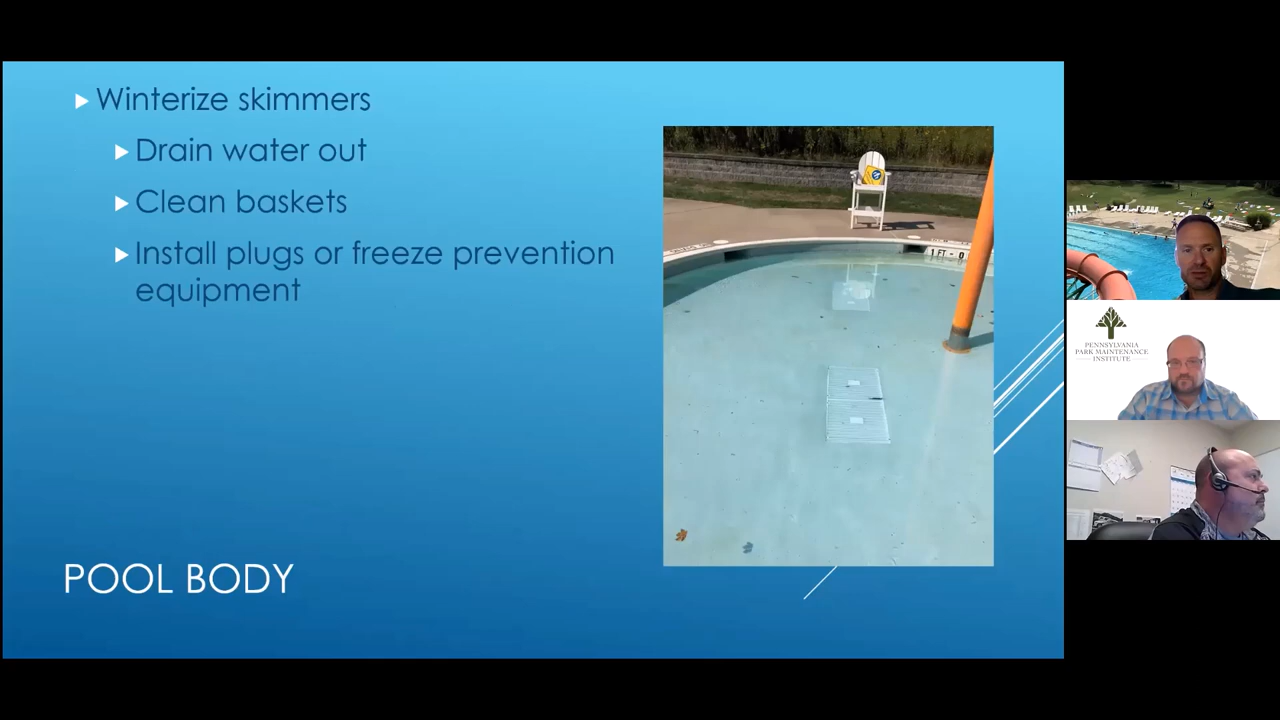 Winterize skimmers
Drain water out
Clean baskets
Install plugs or freeze prevention
equipment
POOL BODY
1 FT - 0
PENNSYLVANIA
PARK MAINTENANCE
INSTITUTE